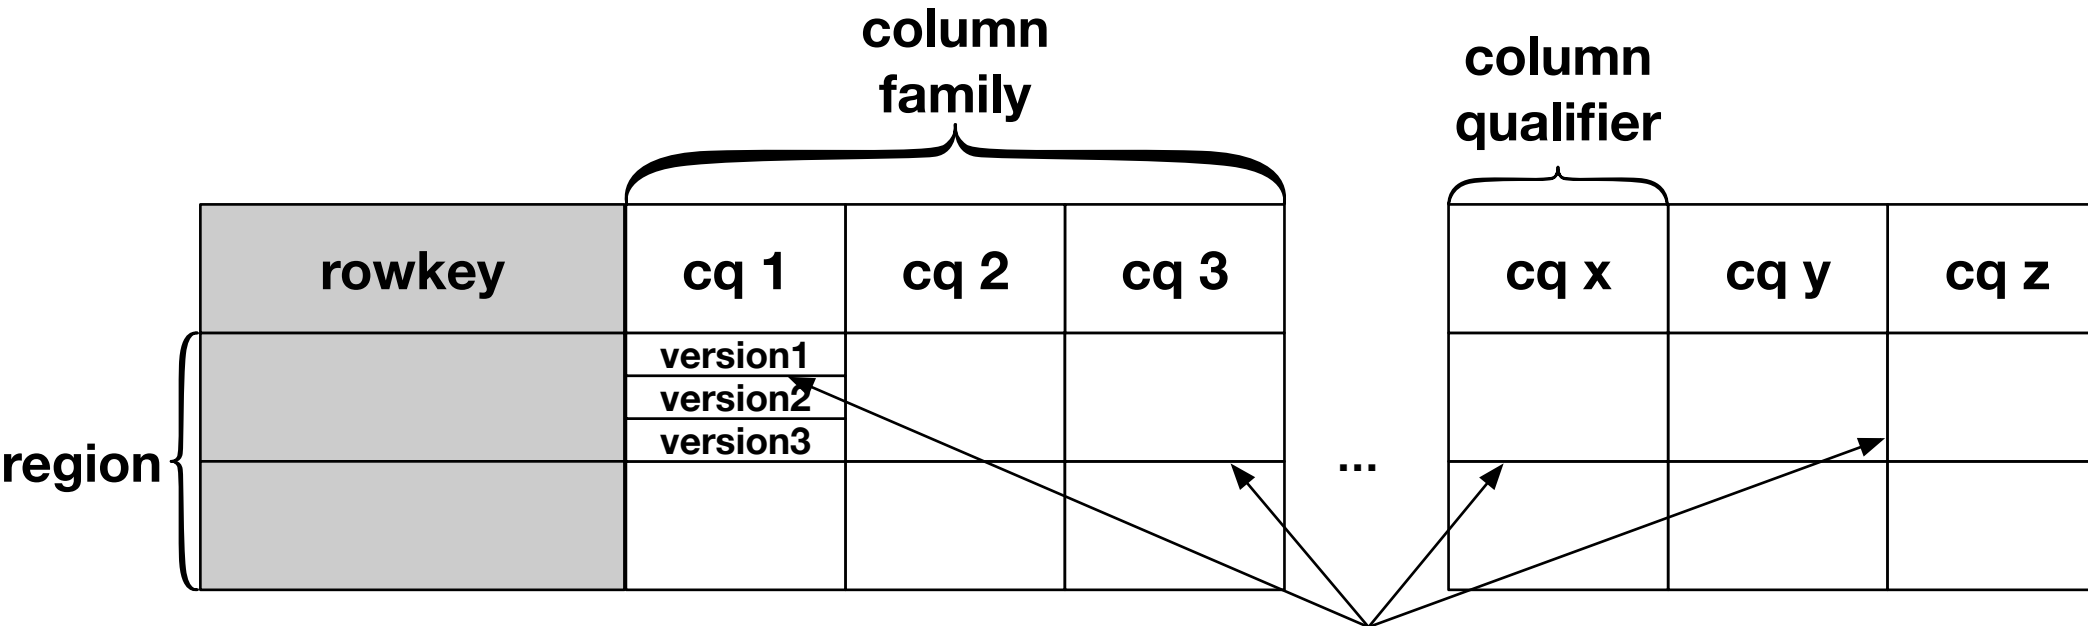 column
family
column
qualifier
rowkey cq 1 cq 2 cq 3 cq x cq y cq z
version1
version2
version3
region
...